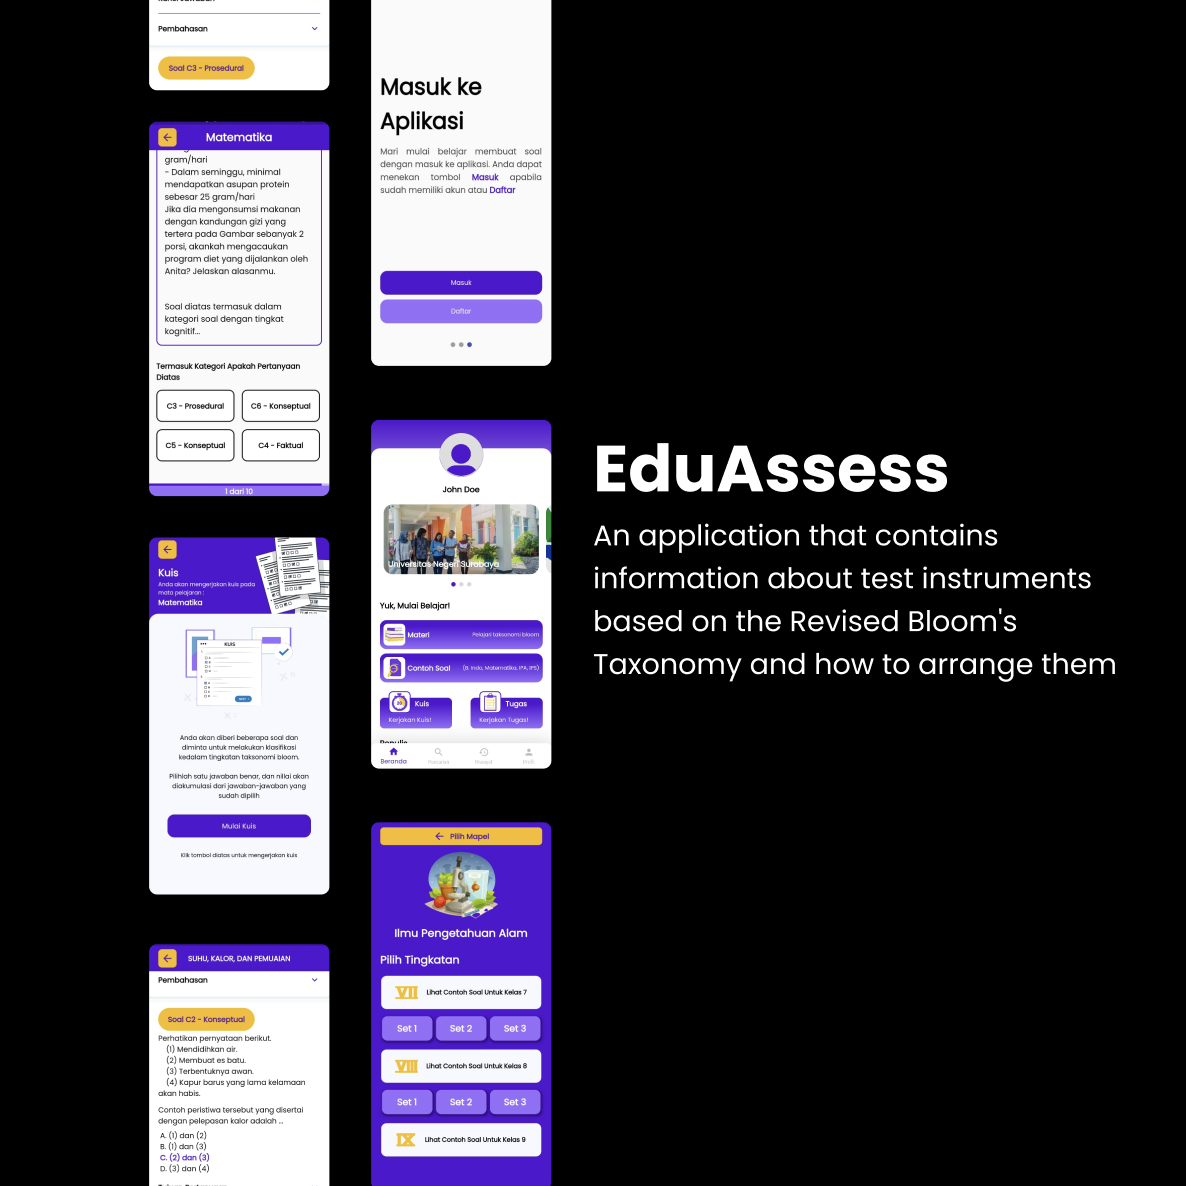 Pembahasan
Soal C3 - Prosedural
Matematika
gram/hari
- Dalam seminggu, minimal
mendapatkan asupan protein
sebesar 25 gram/hari
Jika dia mengonsumsi makanan
dengan kandungan gizi yang
tertera pada Gambar sebanyak 2
porsi, akankah mengacaukan
program diet yang dijalankan oleh
Anita? Jelaskan alasanmu.
Soal diatas termasuk dalam
kategori soal dengan tingkat
kognitif...
Termasuk Kategori Apakah Pertanyaan
Diatas
C3 - Prosedural
C6 - Konseptual
C5 - Konseptual
C4 - Faktual
1 dari 10
Kuis
Anda akan mengerjakan kuis pada
mata pelajaran :
Matematika
KUIS
Anda akan diberi beberapa soal dan
diminta untuk melakukan klasifikasi
kedalam tingkatan taksonomi bloom.
Pilihlah satu jawaban benar, dan nilai akan
diakumulasi dari jawaban-jawaban yang
sudah dipilih
Mulai Kuis
Klik tombol diatas untuk mengerjakan kuis
SUHU, KALOR, DAN PEMUAIAN
Pembahasan
Soal C2 - Konseptual
Perhatikan pernyataan berikut.
(1) Mendidihkan air.
(2) Membuat es batu.
(3) Terbentuknya awan.
(4) Kapur barus yang lama kelamaan
akan habis.
Contoh peristiwa tersebut yang disertai
dengan pelepasan kalor adalah ...
A. (1) dan (2)
B. (1) dan (3)
C. (2) dan (3)
D. (3) dan (4)
Masuk ke
Aplikasi
Mari mulai belajar membuat soal
dengan masuk ke aplikasi. Anda dapat
menekan tombol Masuk apabila
sudah memiliki akun atau Daftar
Masuk
Daftar
John Doe
Universitas Negeri Surabaya
Yuk, Mulai Belajar!
Materi
Pelajari taksonomi bloom
Contoh Soal
(B. Indo, Matematika, IPA, IPS)
Kuis
Kerjakan Kuis!
Tugas
Kerjakan Tugas!
Beranda
Profil
Pilih Mapel
Ilmu Pengetahuan Alam
Pilih Tingkatan
VII
Lihat Contoh Soal Untuk Kelas 7
Set 1
Set 2
Set 3
VIII
Lihat Contoh Soal Untuk Kelas 8
Set 1
Set 2
Set 3
IX
Lihat Contoh Soal Untuk Kelas 9
EduAssess
An application that contains
information about test instruments
based on the Revised Bloom's
Taxonomy and how to arrange them